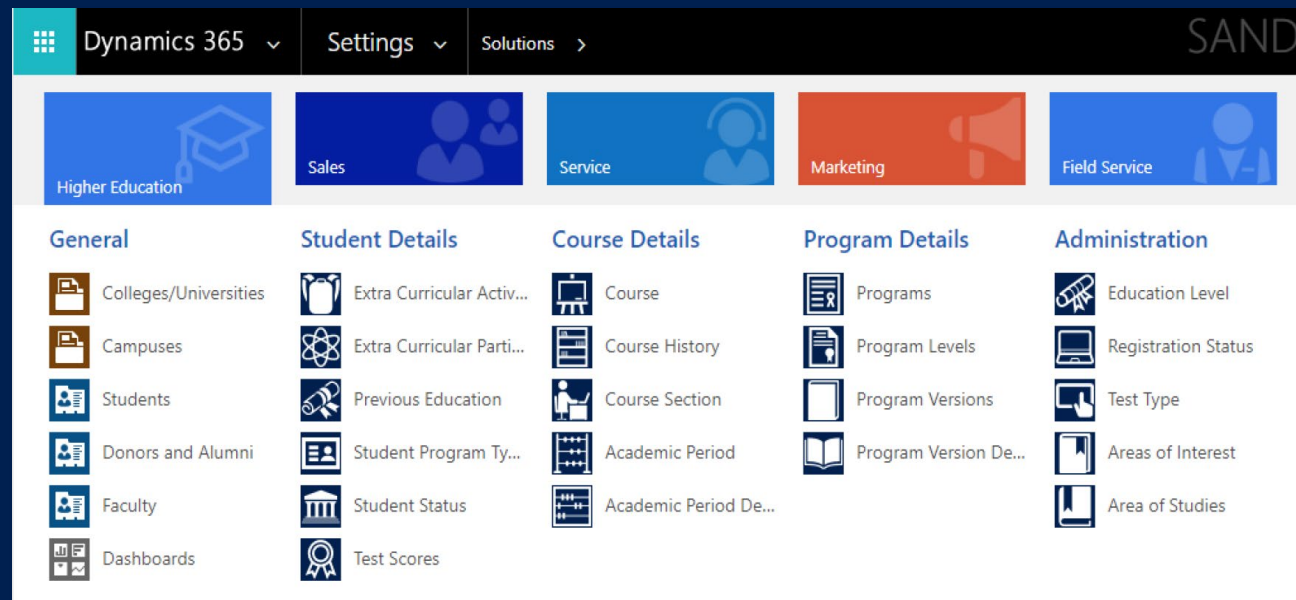 Dynamics 365 Settings Solutions SAND
Higher Education
Sales
Service
Marketing
Field Service
General
Colleges/Universities
Campuses
Students
Donors and Alumni
Faculty
Dashboards
Student Details
Extra Curricular Activ...
Extra Curricular Parti...
Previous Education
Student Program Ty...
Student Status
Test Scores
Course Details
Course
Course History
Course Section
Academic Period
Academic Period De...
Program Details
Programs
Program Levels
Program Versions
Program Version De...
Administration
Education Level
Registration Status
Test Type
Areas of Interest
Area of Studies